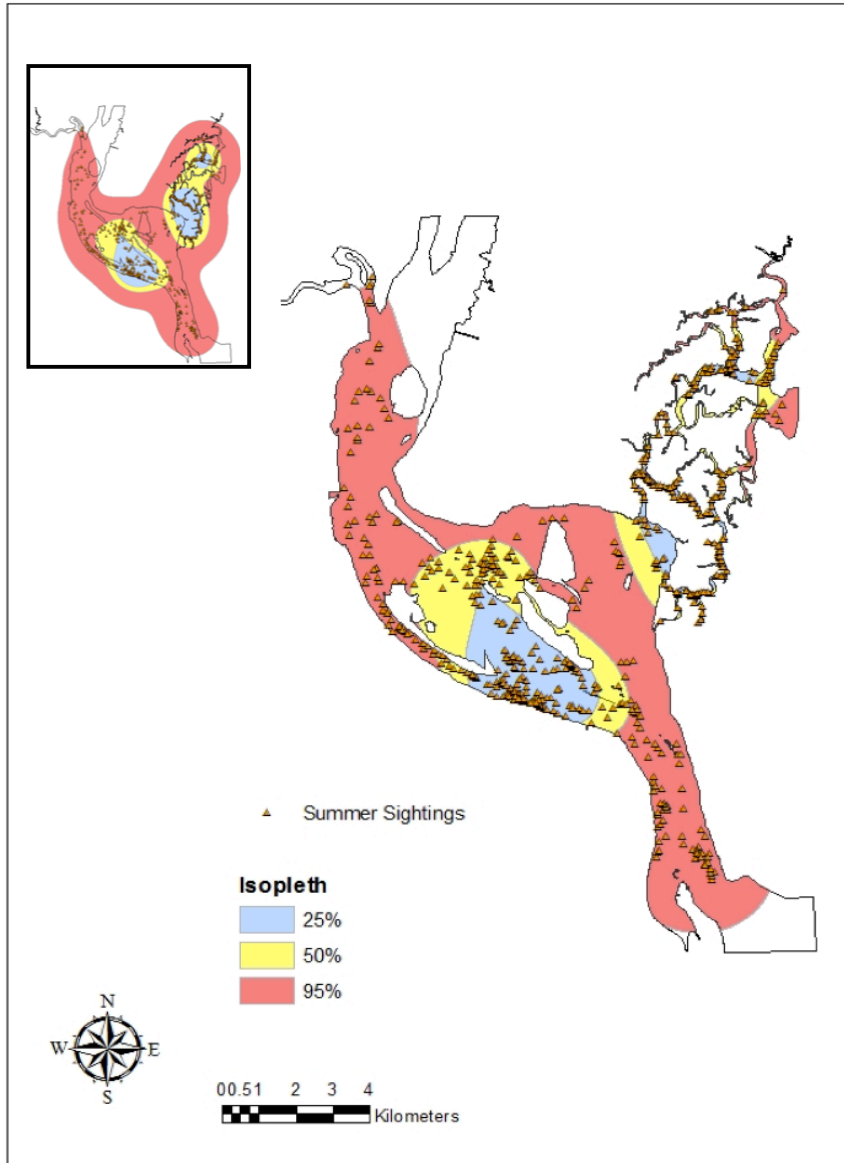 Summer Sightings
Isopleth
25%
50%
95%
N
W E
S
00.51 2 3 4
Kilometers